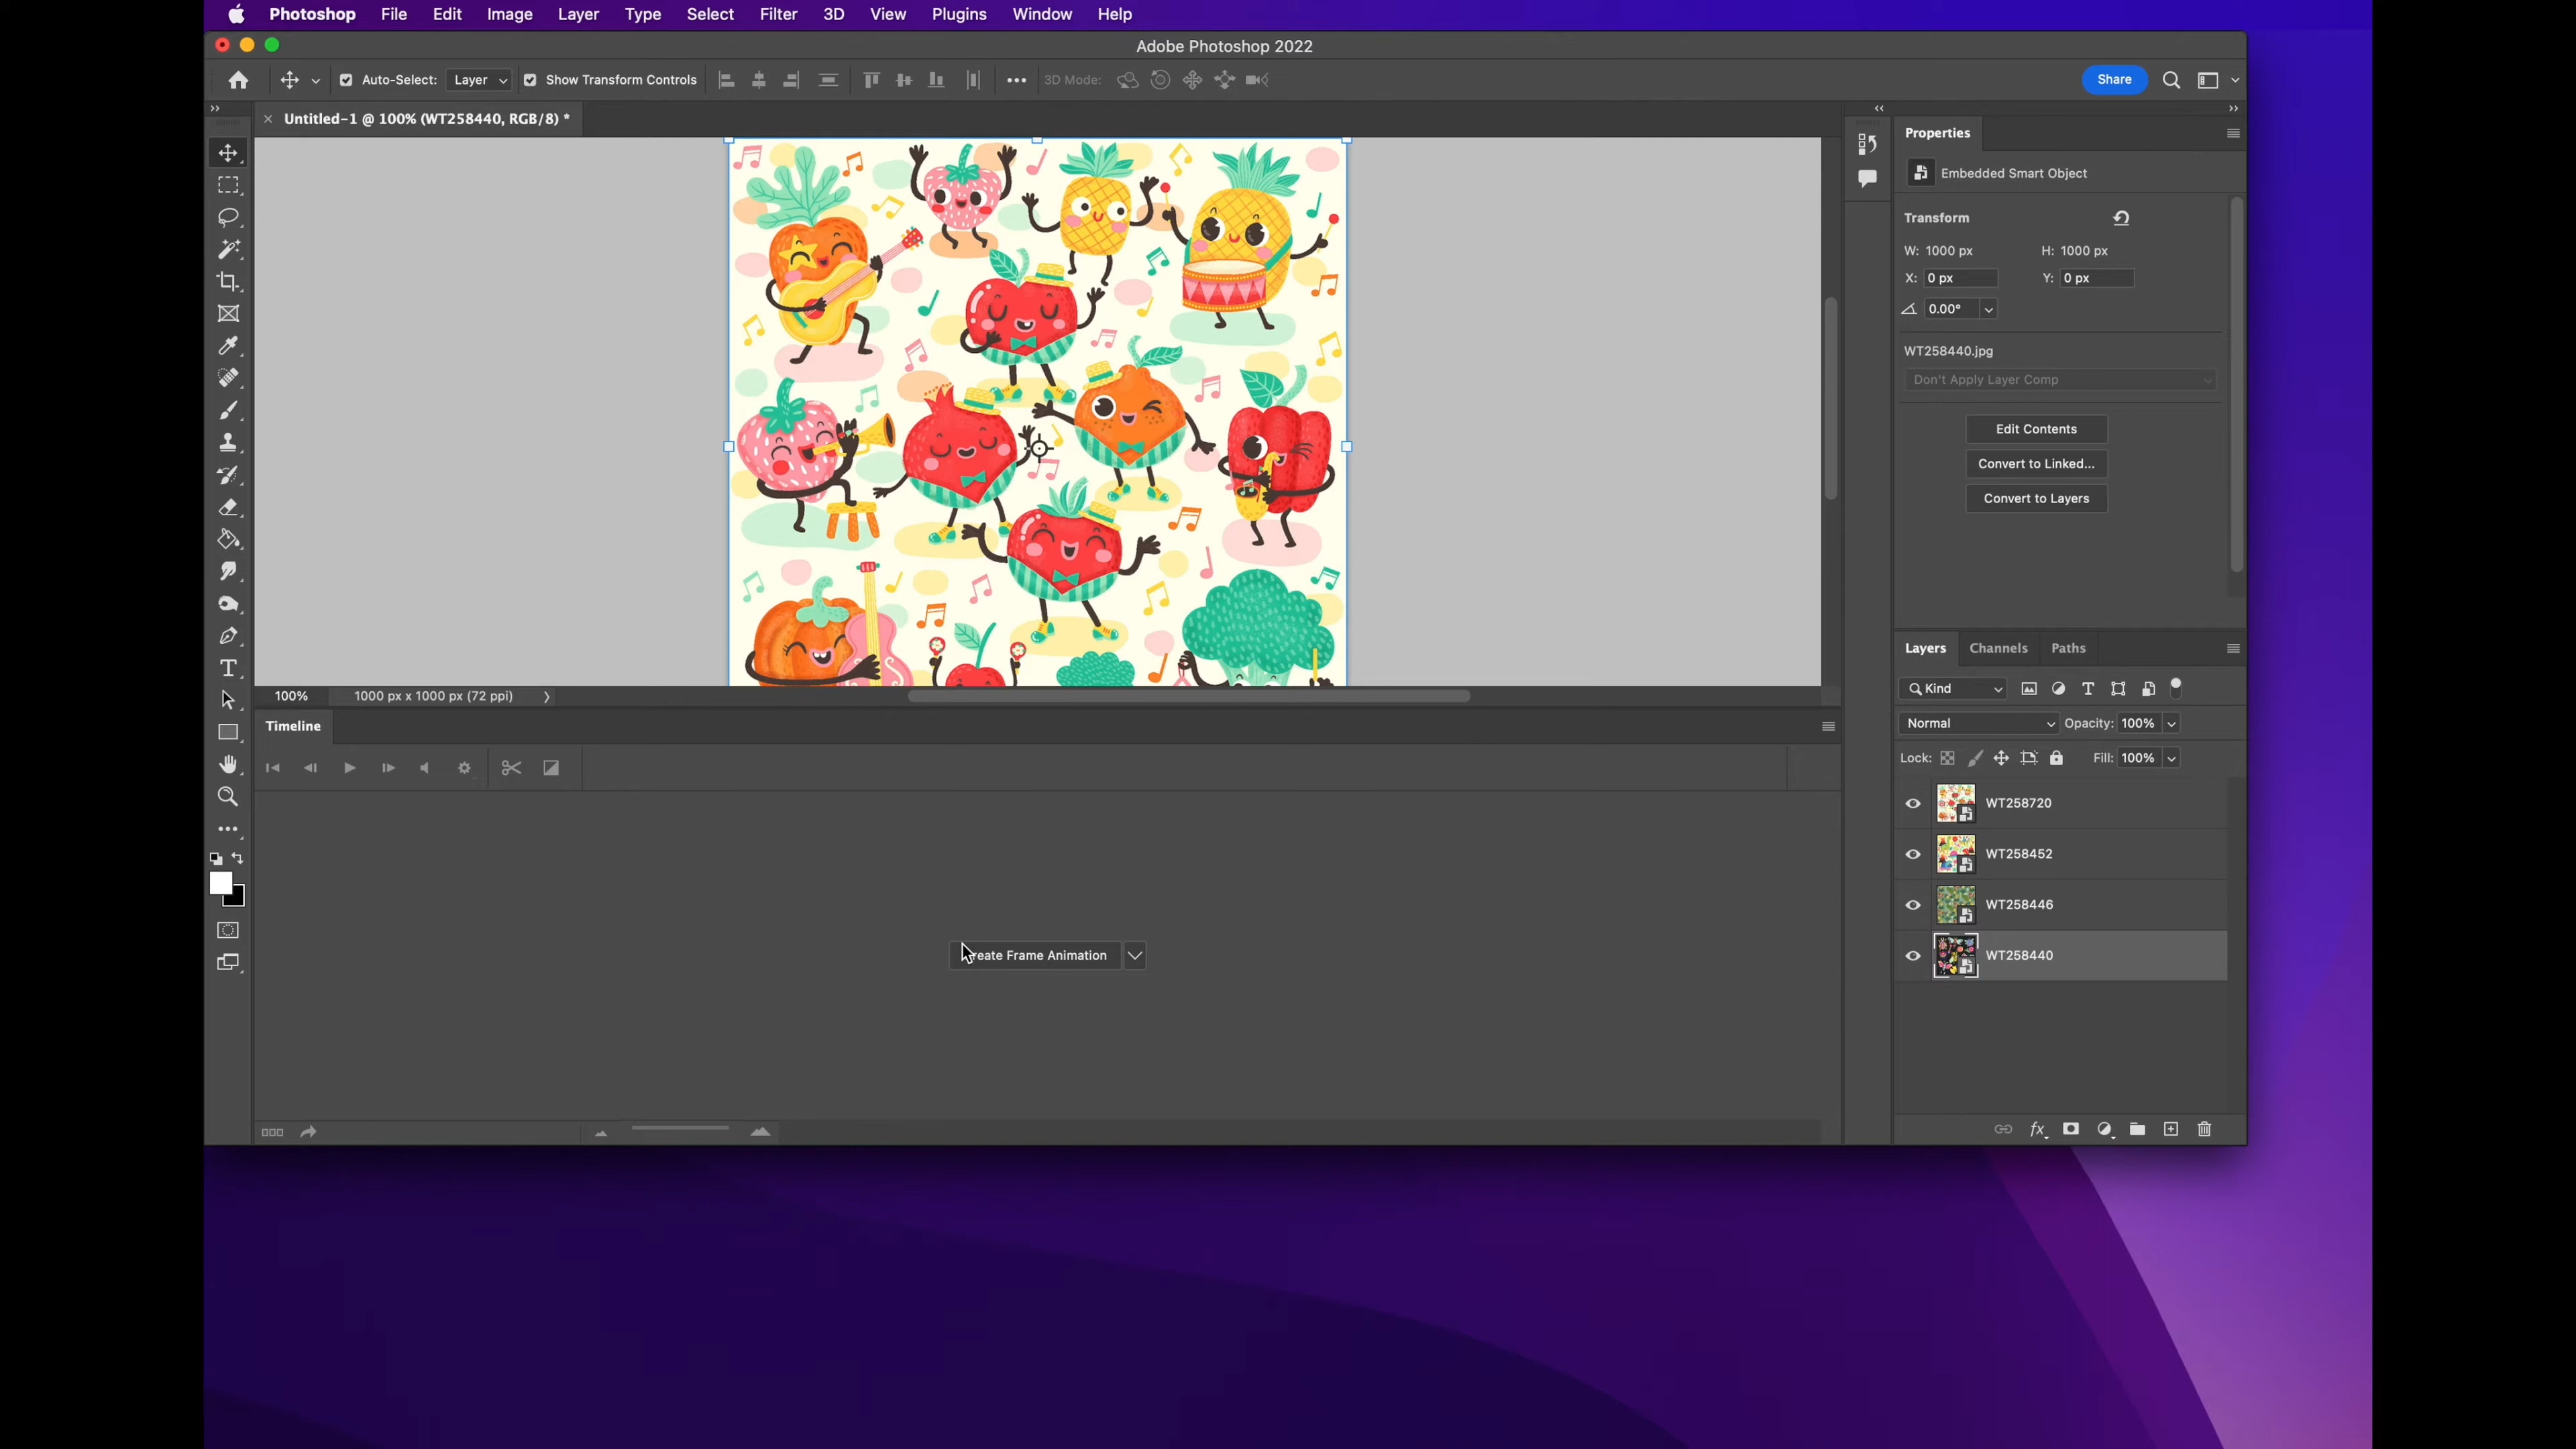 Photoshop File Edit Image Layer Type Select Filter 3D View Plugins Window Help
Adobe Photoshop 2022
Auto-Select: Layer Show Transform Controls 3D Mode: Share
Untitled-1 @ 100% (WT258440, RGB/8) *
Properties
Embedded Smart Object
Transform
W: 1000 px H: 1000 px
X: 0 px Y: 0 px
0.00°
WT258440.jpg
Don't Apply Layer Comp
Edit Contents
Convert to Linked...
Convert to Layers
Layers Channels Paths
Kind
Normal Opacity: 100%
Lock: Fill: 100%
WT258720
WT258452
WT258446
WT258440
100% 1000 px x 1000 px (72 ppi)
Timeline
Frame Animation